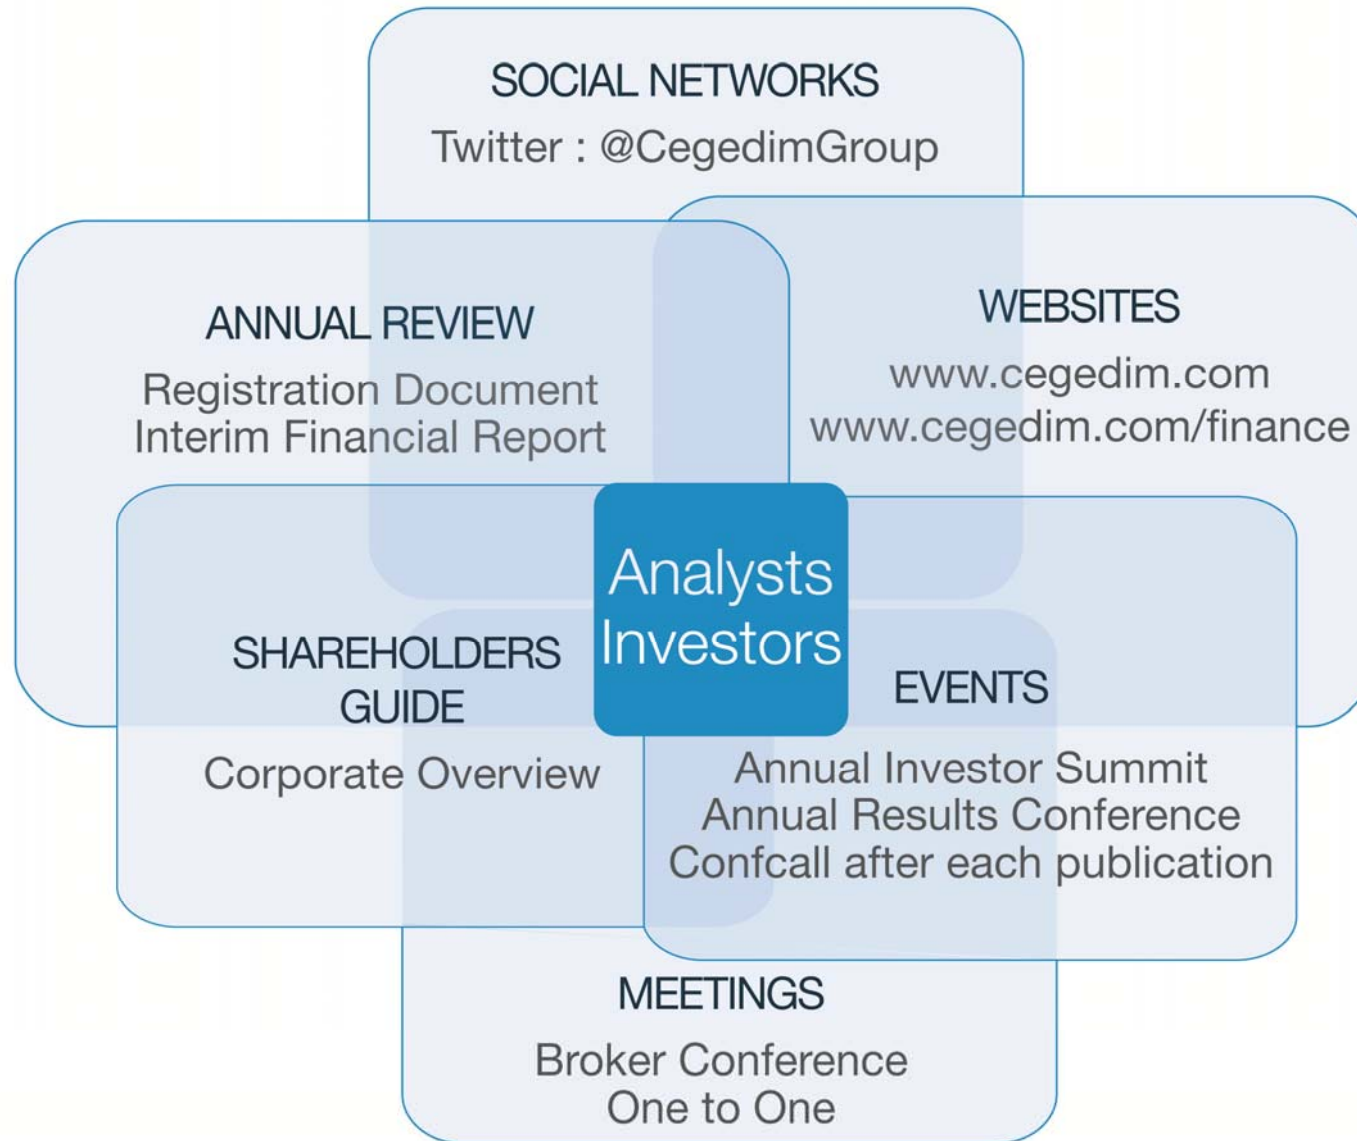 SOCIAL NETWORKS
Twitter : @CegedimGroup
ANNUAL REVIEW
Registration Document
Interim Financial Report
WEBSITES
www.cegedim.com
www.cegedim.com/finance
Analysts
Investors
SHAREHOLDERS
GUIDE
Corporate Overview
EVENTS
Annual Investor Summit
Annual Results Conference
Confcall after each publication
MEETINGS
Broker Conference
One to One